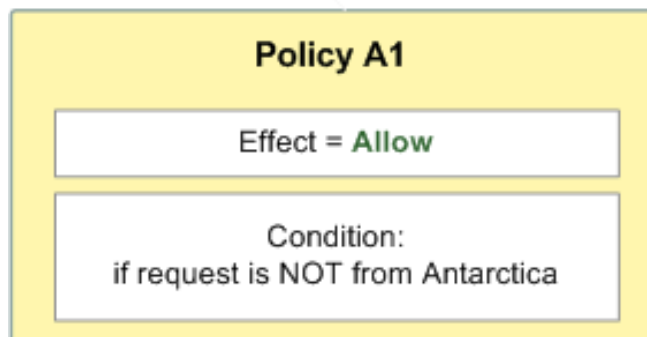 Policy A1
Effect = Allow
Condition:
if request is NOT from Antarctica